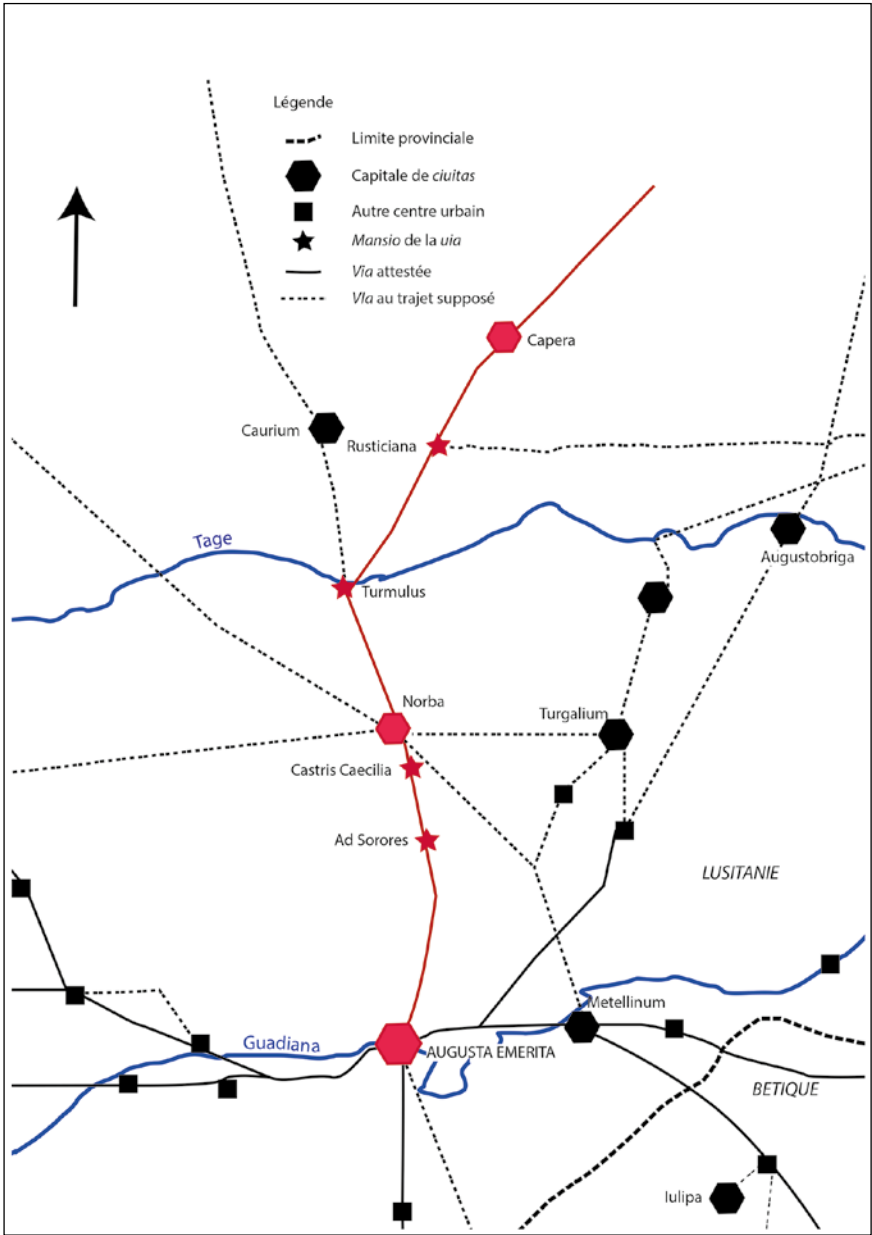 Légende
Limite provinciale
Capitale de ciuitas
Autre centre urbain
Mansio de la uia
Via attestée
VIa au trajet supposé
Capera
Caurium
Rusticiana
Tage
Augustobriga
Turmulus
Norba
Turgalium
Castris Caecilia
Ad Sorores
LUSITANIE
Metellinum
Guadiana
AUGUSTA EMERITA
BETIQUE
Iulipa